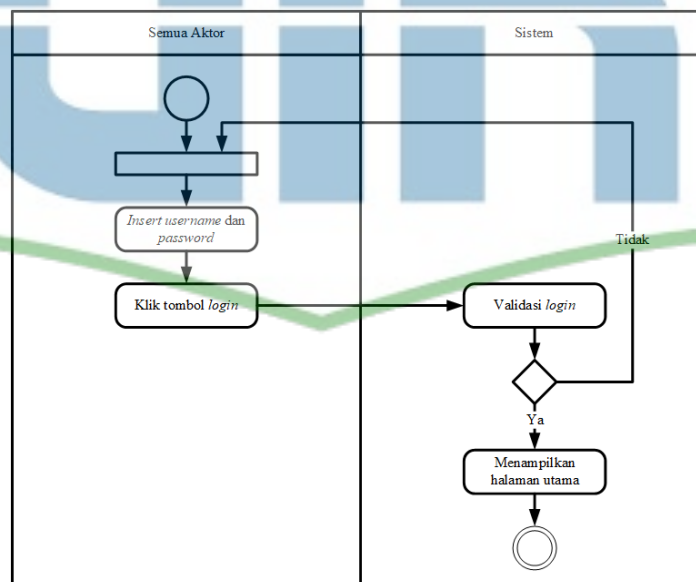 Semua Aktor
Sistem
Insert username dan
password
Klik tombol login
Validasi login
Tidak
Ya
Menampilkan
halaman utama